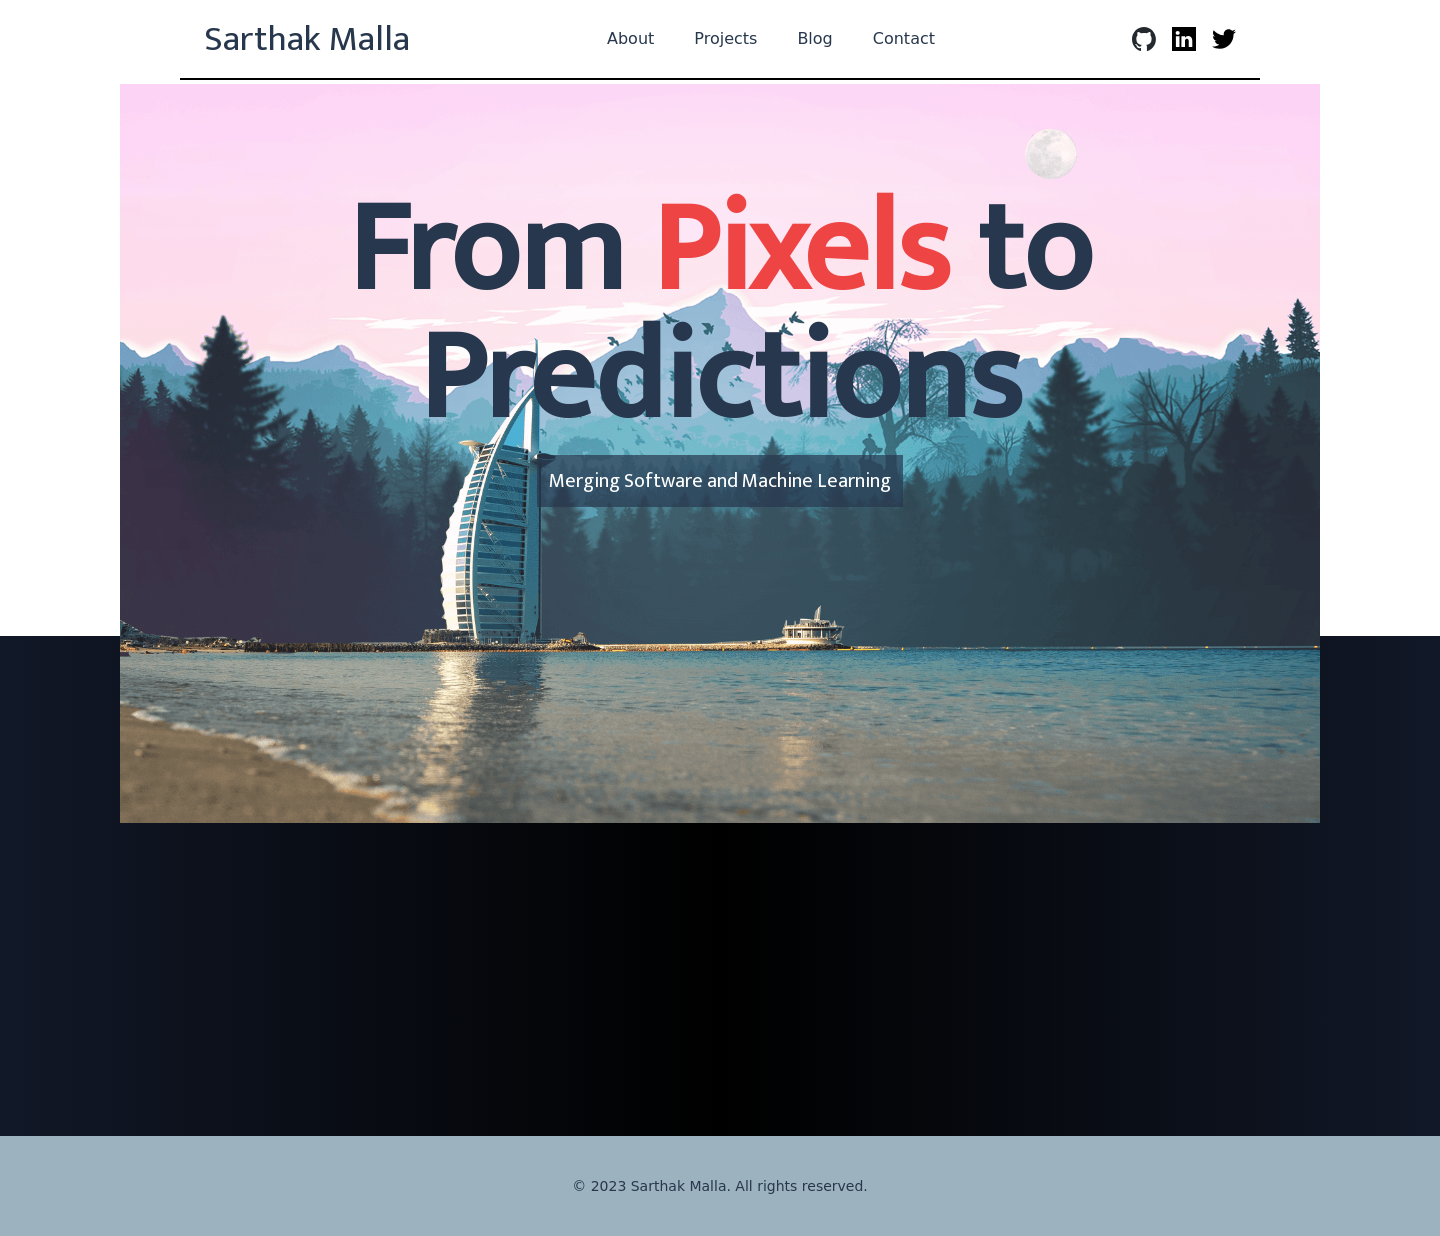 Sarthak Malla
About
Projects
Blog
Contact
in
From Pixels to
Predictions
Merging Software and Machine Learning
© 2023 Sarthak Malla. All rights reserved.